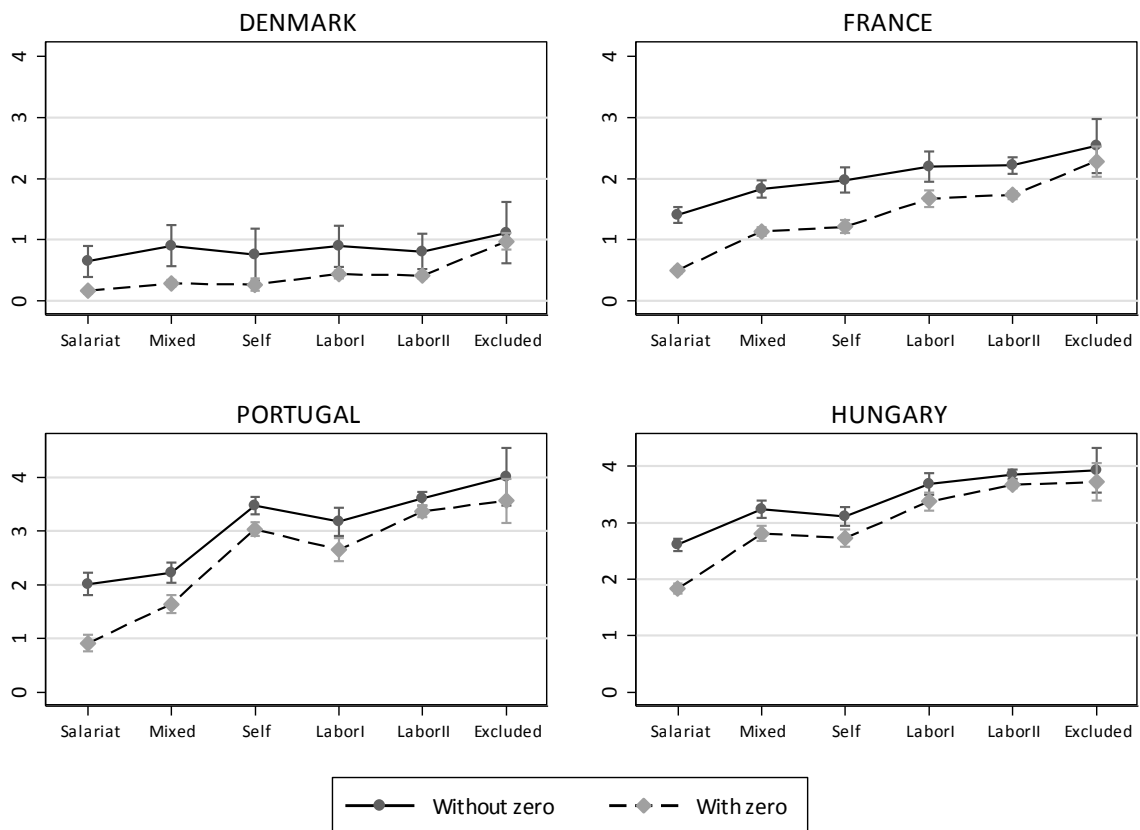 DENMARK
4
3
2
1
0
Salariat Mixed Self LaborI LaborII Excluded
FRANCE
4
3
2
1
0
Salariat Mixed Self LaborI LaborII Excluded
PORTUGAL
4
3
2
1
0
Salariat Mixed Self LaborI LaborII Excluded
HUNGARY
4
3
2
1
0
Salariat Mixed Self LaborI LaborII Excluded
Without zero With zero